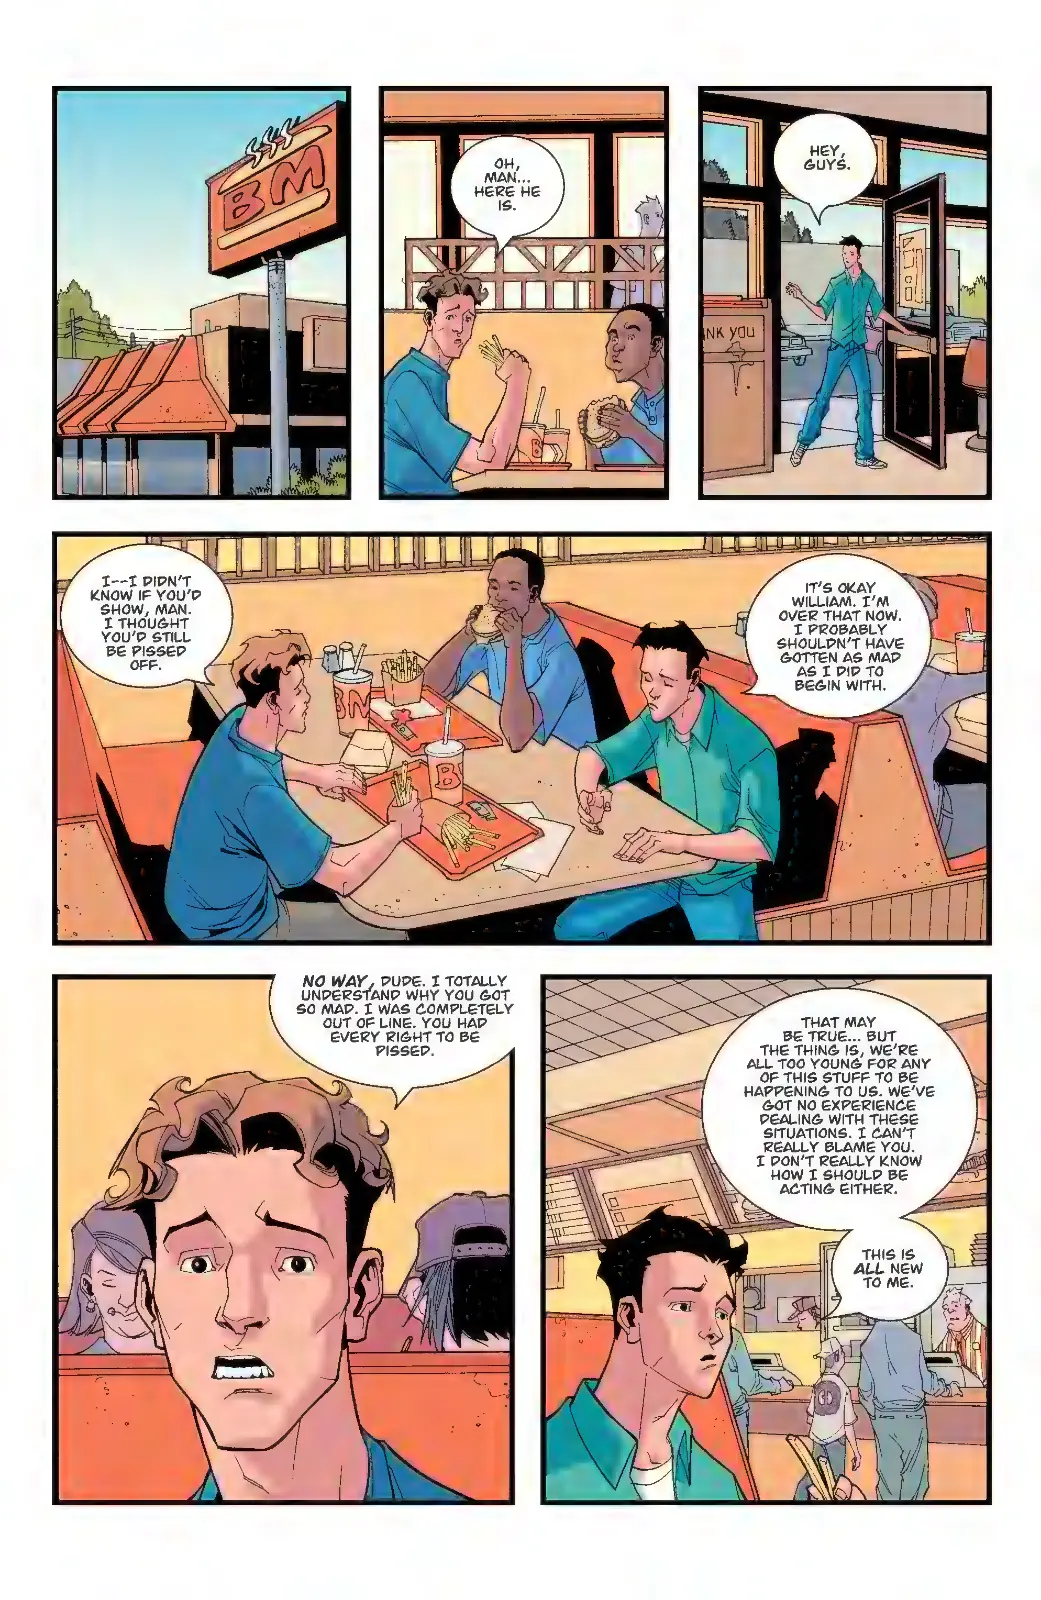 BM
OH,
MAN...
HERE HE
IS.
HEY,
GUYS.
NK YOU
I--I DIDN'T
KNOW IF YOU'D
SHOW, MAN.
I THOUGHT
YOU'D STILL
BE PISSED
OFF.
IT'S OKAY
WILLIAM. I'M
OVER THAT NOW.
I PROBABLY
SHOULDN'T HAVE
GOTTEN AS MAD
AS I DID TO
BEGIN WITH.
BM
B
NO WAY, DUDE. I TOTALLY
UNDERSTAND WHY YOU GOT
SO MAD. I WAS COMPLETELY
OUT OF LINE. YOU HAD
EVERY RIGHT TO BE
PISSED.
THAT MAY
BE TRUE... BUT
THE THING IS, WE'RE
ALL TOO YOUNG FOR ANY
OF THIS STUFF TO BE
HAPPENING TO US. WE'VE
GOT NO EXPERIENCE
DEALING WITH THESE
SITUATIONS. I CAN'T
REALLY BLAME YOU.
I DON'T REALLY KNOW
HOW I SHOULD BE
ACTING EITHER.
THIS IS
ALL NEW
TO ME.